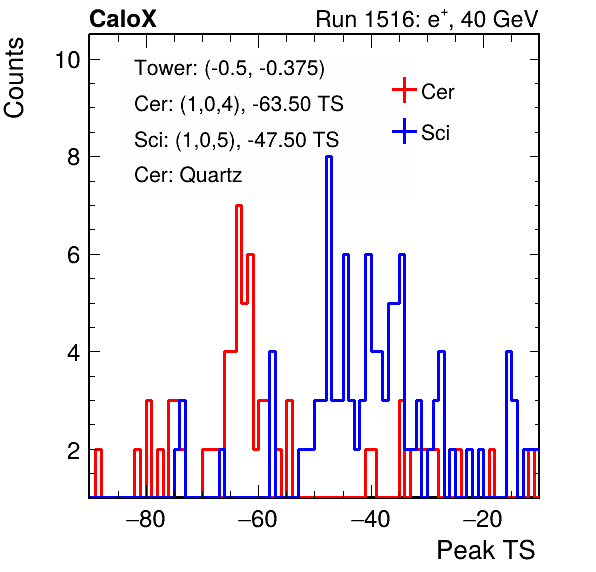 CaloX Run 1516: e⁺, 40 GeV
Counts
Tower: (-0.5, -0.375)
Cer: (1,0,4), -63.50 TS
Sci: (1,0,5), -47.50 TS
Cer: Quartz
Cer
Sci
10
8
6
4
2
−80 −60 −40 −20
Peak TS